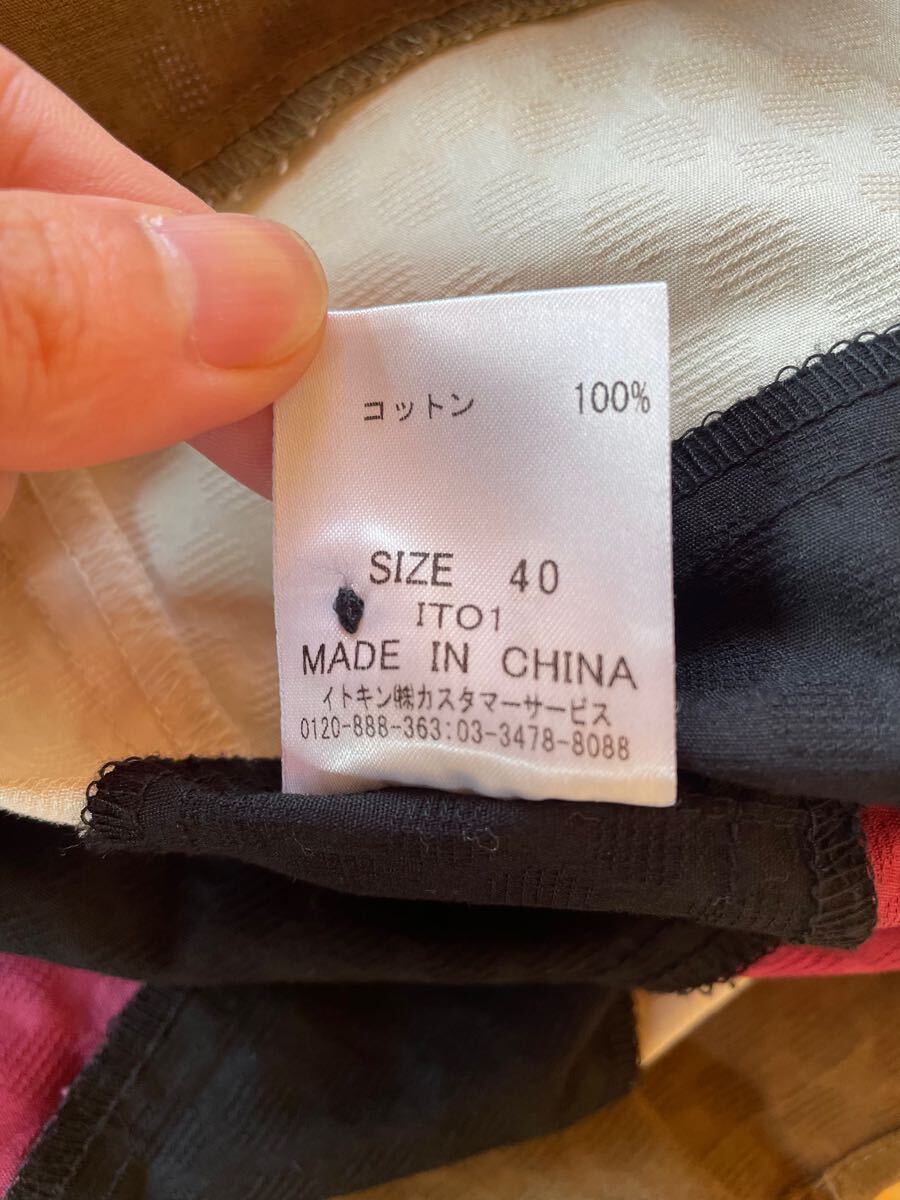 コットン 100%
SIZE 40
IT01
MADE IN CHINA
イトキン㈱カスタマーサービス
0120-888-363:03-3478-8088